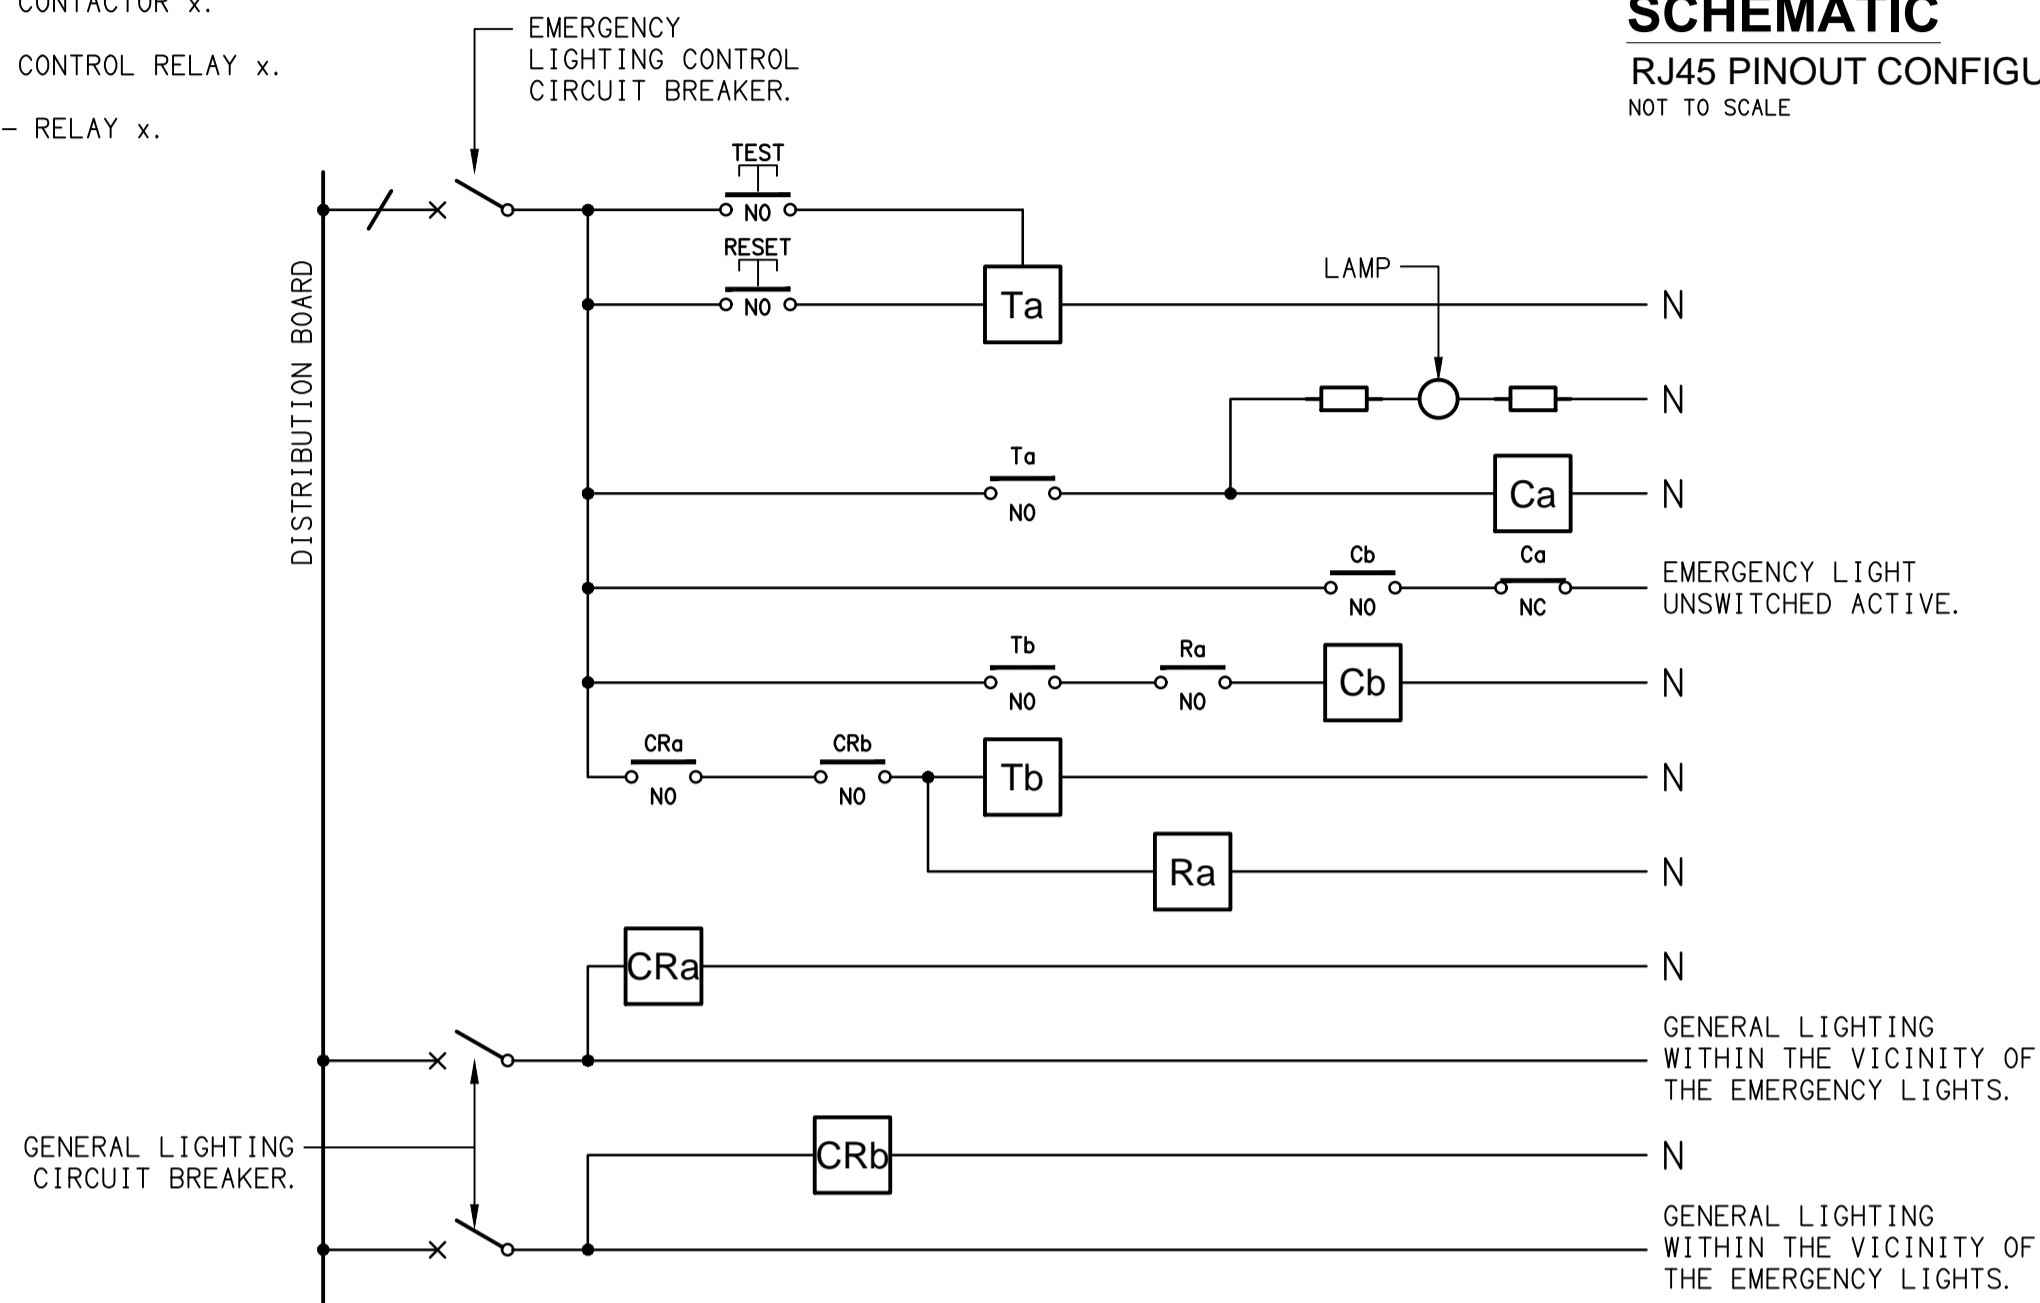 CONTACTOR x.
CONTROL RELAY x.
- RELAY x.
EMERGENCY
LIGHTING CONTROL
CIRCUIT BREAKER.
SCHEMATIC
RJ45 PINOUT CONFIGU
NOT TO SCALE
TEST
NO
RESET
NO
Ta
N
LAMP
N
DISTRIBUTION BOARD
Ta
NO
Ca
N
Cb
NO
Ca
NC
EMERGENCY LIGHT
UNSWITCHED ACTIVE.
Tb
NO
Ra
NO
Cb
N
CRa
NO
CRb
NO
Tb
N
Ra
N
CRa
N
GENERAL LIGHTING
WITHIN THE VICINITY OF
THE EMERGENCY LIGHTS.
GENERAL LIGHTING
CIRCUIT BREAKER.
CRb
N
GENERAL LIGHTING
WITHIN THE VICINITY OF
THE EMERGENCY LIGHTS.